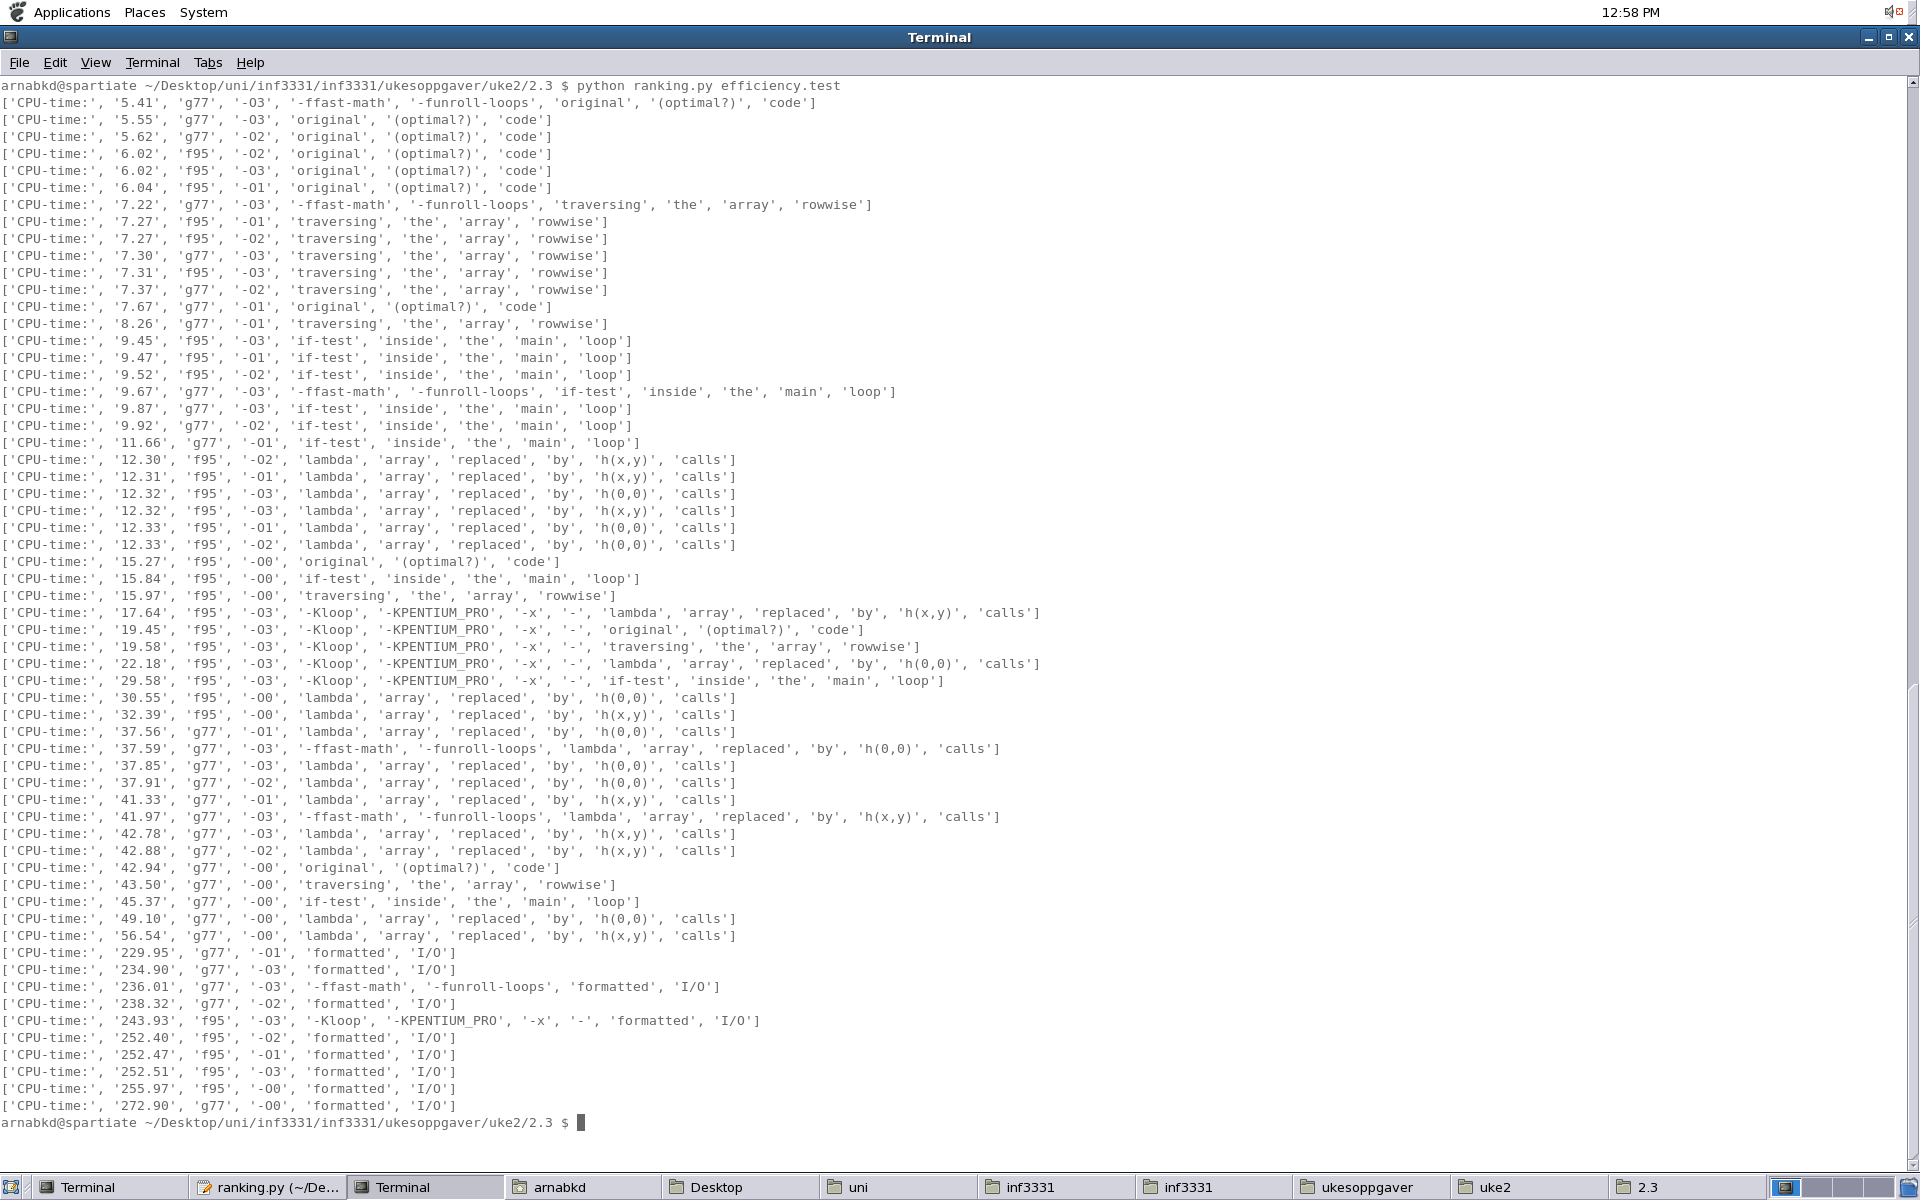 Applications Places System 12:58 PM
Terminal
File Edit View Terminal Tabs Help
arnabkd@spartiate ~/Desktop/uni/inf3331/inf3331/ukesoppgaver/uke2/2.3 $ python ranking.py efficiency.test
['CPU-time:', '5.41', 'g77', '-O3', '-ffast-math', '-funroll-loops', 'original', '(optimal?)', 'code']
['CPU-time:', '5.55', 'g77', '-O3', 'original', '(optimal?)', 'code']
['CPU-time:', '5.62', 'g77', '-O2', 'original', '(optimal?)', 'code']
['CPU-time:', '6.02', 'f95', '-O2', 'original', '(optimal?)', 'code']
['CPU-time:', '6.02', 'f95', '-O3', 'original', '(optimal?)', 'code']
['CPU-time:', '6.04', 'f95', '-O1', 'original', '(optimal?)', 'code']
['CPU-time:', '7.22', 'g77', '-O3', '-ffast-math', '-funroll-loops', 'traversing', 'the', 'array', 'rowwise']
['CPU-time:', '7.27', 'f95', '-O1', 'traversing', 'the', 'array', 'rowwise']
['CPU-time:', '7.27', 'f95', '-O2', 'traversing', 'the', 'array', 'rowwise']
['CPU-time:', '7.30', 'g77', '-O3', 'traversing', 'the', 'array', 'rowwise']
['CPU-time:', '7.31', 'f95', '-O3', 'traversing', 'the', 'array', 'rowwise']
['CPU-time:', '7.37', 'g77', '-O2', 'traversing', 'the', 'array', 'rowwise']
['CPU-time:', '7.67', 'g77', '-O1', 'original', '(optimal?)', 'code']
['CPU-time:', '8.26', 'g77', '-O1', 'traversing', 'the', 'array', 'rowwise']
['CPU-time:', '9.45', 'f95', '-O3', 'if-test', 'inside', 'the', 'main', 'loop']
['CPU-time:', '9.47', 'f95', '-O1', 'if-test', 'inside', 'the', 'main', 'loop']
['CPU-time:', '9.52', 'f95', '-O2', 'if-test', 'inside', 'the', 'main', 'loop']
['CPU-time:', '9.67', 'g77', '-O3', '-ffast-math', '-funroll-loops', 'if-test', 'inside', 'the', 'main', 'loop']
['CPU-time:', '9.87', 'g77', '-O3', 'if-test', 'inside', 'the', 'main', 'loop']
['CPU-time:', '9.92', 'g77', '-O2', 'if-test', 'inside', 'the', 'main', 'loop']
['CPU-time:', '11.66', 'g77', '-O1', 'if-test', 'inside', 'the', 'main', 'loop']
['CPU-time:', '12.30', 'f95', '-O2', 'lambda', 'array', 'replaced', 'by', 'h(x,y)', 'calls']
['CPU-time:', '12.31', 'f95', '-O1', 'lambda', 'array', 'replaced', 'by', 'h(x,y)', 'calls']
['CPU-time:', '12.32', 'f95', '-O3', 'lambda', 'array', 'replaced', 'by', 'h(0,0)', 'calls']
['CPU-time:', '12.32', 'f95', '-O3', 'lambda', 'array', 'replaced', 'by', 'h(x,y)', 'calls']
['CPU-time:', '12.33', 'f95', '-O1', 'lambda', 'array', 'replaced', 'by', 'h(0,0)', 'calls']
['CPU-time:', '12.33', 'f95', '-O2', 'lambda', 'array', 'replaced', 'by', 'h(0,0)', 'calls']
['CPU-time:', '15.27', 'f95', '-O0', 'original', '(optimal?)', 'code']
['CPU-time:', '15.84', 'f95', '-O0', 'if-test', 'inside', 'the', 'main', 'loop']
['CPU-time:', '15.97', 'f95', '-O0', 'traversing', 'the', 'array', 'rowwise']
['CPU-time:', '17.64', 'f95', '-O3', '-Kloop', '-KPENTIUM_PRO', '-x', '-', 'lambda', 'array', 'replaced', 'by', 'h(x,y)', 'calls']
['CPU-time:', '19.45', 'f95', '-O3', '-Kloop', '-KPENTIUM_PRO', '-x', '-', 'original', '(optimal?)', 'code']
['CPU-time:', '19.58', 'f95', '-O3', '-Kloop', '-KPENTIUM_PRO', '-x', '-', 'traversing', 'the', 'array', 'rowwise']
['CPU-time:', '22.18', 'f95', '-O3', '-Kloop', '-KPENTIUM_PRO', '-x', '-', 'lambda', 'array', 'replaced', 'by', 'h(0,0)', 'calls']
['CPU-time:', '29.58', 'f95', '-O3', '-Kloop', '-KPENTIUM_PRO', '-x', '-', 'if-test', 'inside', 'the', 'main', 'loop']
['CPU-time:', '30.55', 'f95', '-O0', 'lambda', 'array', 'replaced', 'by', 'h(0,0)', 'calls']
['CPU-time:', '32.39', 'f95', '-O0', 'lambda', 'array', 'replaced', 'by', 'h(x,y)', 'calls']
['CPU-time:', '37.56', 'g77', '-O1', 'lambda', 'array', 'replaced', 'by', 'h(0,0)', 'calls']
['CPU-time:', '37.59', 'g77', '-O3', '-ffast-math', '-funroll-loops', 'lambda', 'array', 'replaced', 'by', 'h(0,0)', 'calls']
['CPU-time:', '37.85', 'g77', '-O3', 'lambda', 'array', 'replaced', 'by', 'h(0,0)', 'calls']
['CPU-time:', '37.91', 'g77', '-O2', 'lambda', 'array', 'replaced', 'by', 'h(0,0)', 'calls']
['CPU-time:', '41.33', 'g77', '-O1', 'lambda', 'array', 'replaced', 'by', 'h(x,y)', 'calls']
['CPU-time:', '41.97', 'g77', '-O3', '-ffast-math', '-funroll-loops', 'lambda', 'array', 'replaced', 'by', 'h(x,y)', 'calls']
['CPU-time:', '42.78', 'g77', '-O3', 'lambda', 'array', 'replaced', 'by', 'h(x,y)', 'calls']
['CPU-time:', '42.88', 'g77', '-O2', 'lambda', 'array', 'replaced', 'by', 'h(x,y)', 'calls']
['CPU-time:', '42.94', 'g77', '-O0', 'original', '(optimal?)', 'code']
['CPU-time:', '43.50', 'g77', '-O0', 'traversing', 'the', 'array', 'rowwise']
['CPU-time:', '45.37', 'g77', '-O0', 'if-test', 'inside', 'the', 'main', 'loop']
['CPU-time:', '49.10', 'g77', '-O0', 'lambda', 'array', 'replaced', 'by', 'h(0,0)', 'calls']
['CPU-time:', '56.54', 'g77', '-O0', 'lambda', 'array', 'replaced', 'by', 'h(x,y)', 'calls']
['CPU-time:', '229.95', 'g77', '-O1', 'formatted', 'I/O']
['CPU-time:', '234.90', 'g77', '-O3', 'formatted', 'I/O']
['CPU-time:', '236.01', 'g77', '-O3', '-ffast-math', '-funroll-loops', 'formatted', 'I/O']
['CPU-time:', '238.32', 'g77', '-O2', 'formatted', 'I/O']
['CPU-time:', '243.93', 'f95', '-O3', '-Kloop', '-KPENTIUM_PRO', '-x', '-', 'formatted', 'I/O']
['CPU-time:', '252.40', 'f95', '-O2', 'formatted', 'I/O']
['CPU-time:', '252.47', 'f95', '-O1', 'formatted', 'I/O']
['CPU-time:', '252.51', 'f95', '-O3', 'formatted', 'I/O']
['CPU-time:', '255.97', 'f95', '-O0', 'formatted', 'I/O']
['CPU-time:', '272.90', 'g77', '-O0', 'formatted', 'I/O']
arnabkd@spartiate ~/Desktop/uni/inf3331/inf3331/ukesoppgaver/uke2/2.3 $
Terminal ranking.py (~/De... Terminal arnabkd Desktop uni inf3331 inf3331 ukesoppgaver uke2 2.3